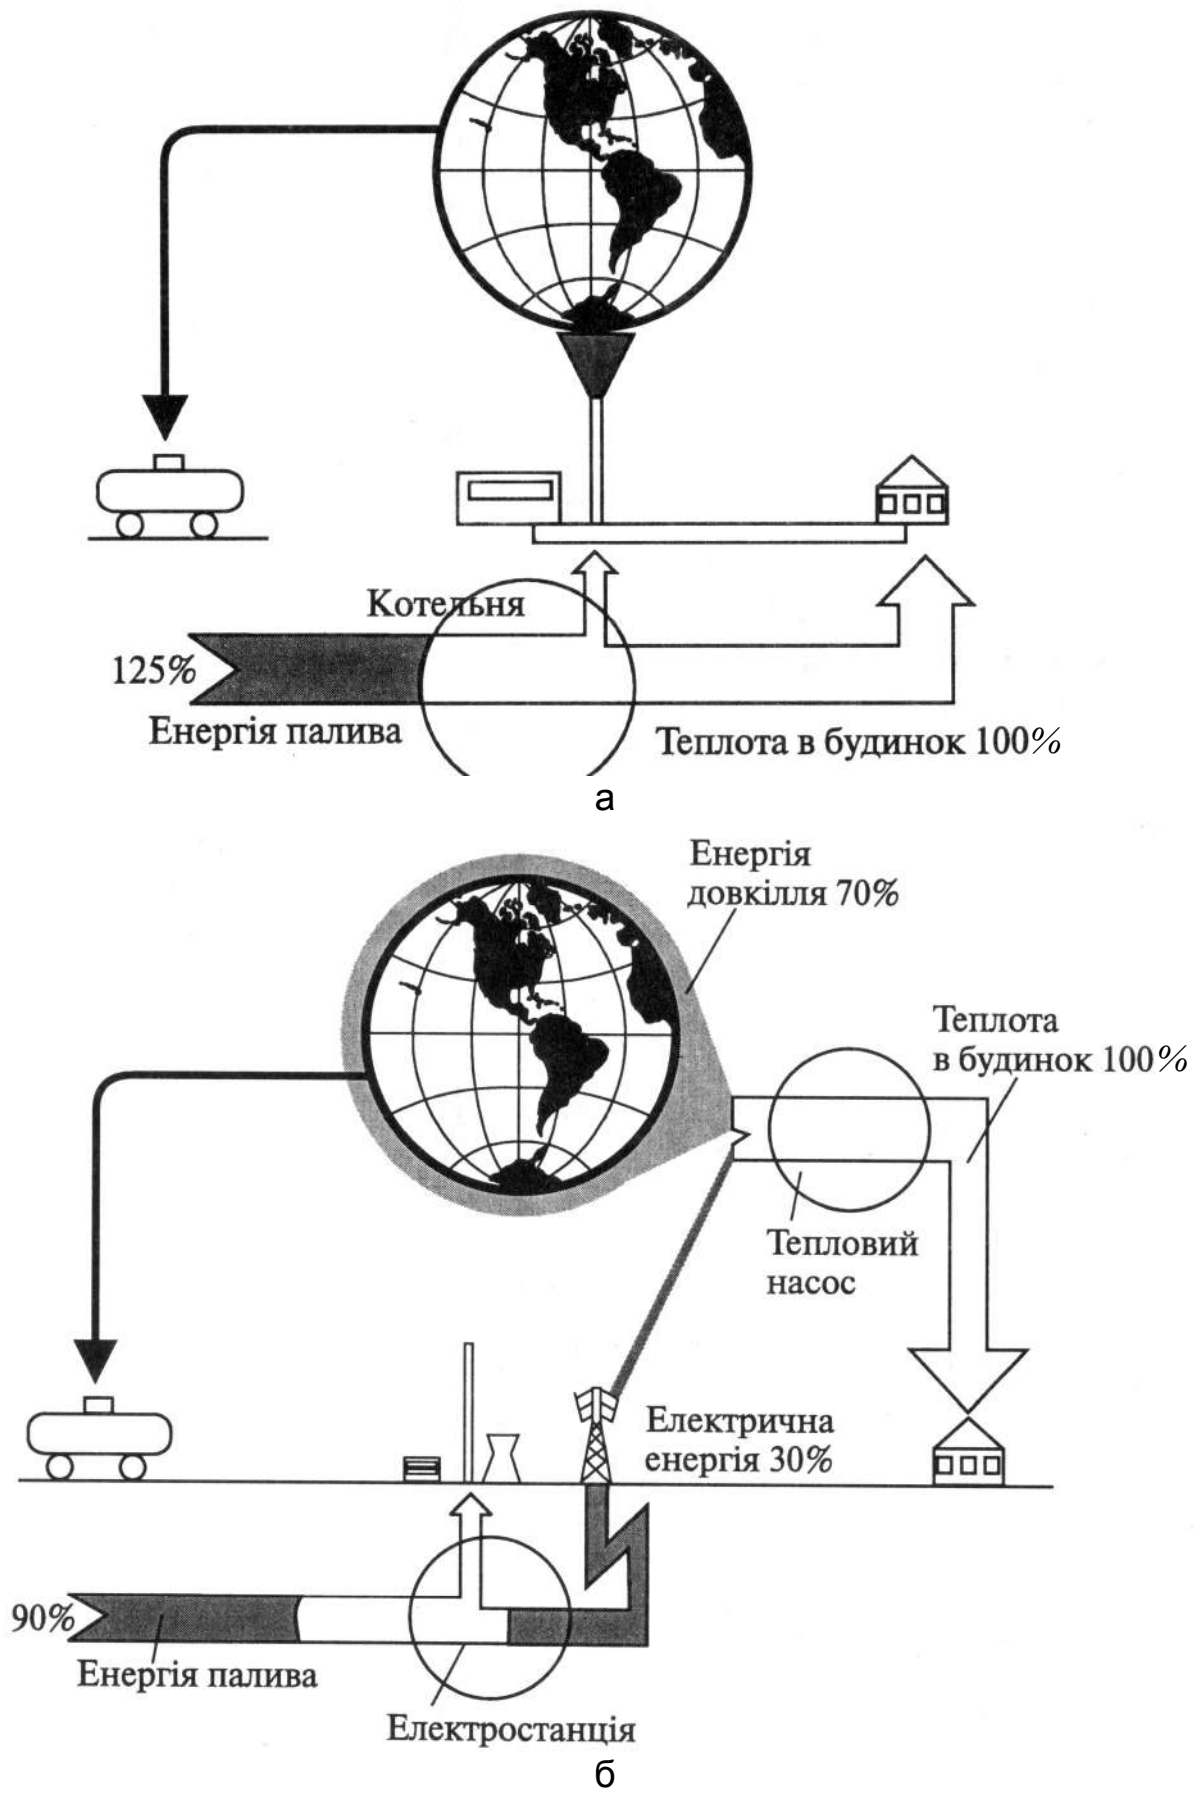 Котельня
125%
Енергія палива
Теплота в будинок 100%
а
Енергія
довкілля 70%
Теплота
в будинок 100%
Тепловий
насос
Електрична
енергія 30%
90%
Енергія палива
Електростанція
б